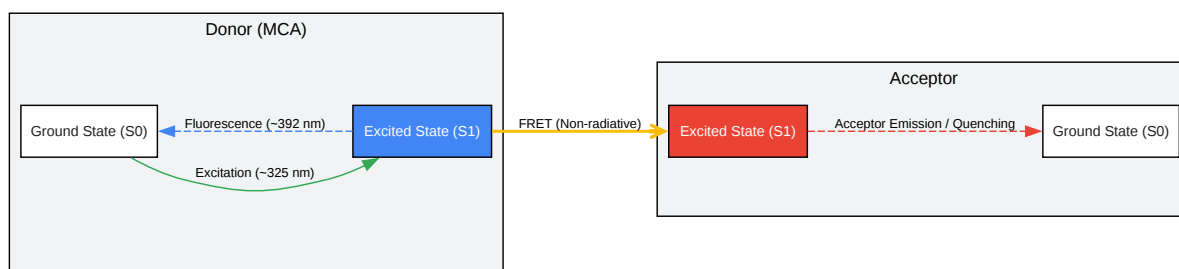 Donor (MCA)
Acceptor
Ground State (S0)
Fluorescence (~392 nm)
Excited State (S1)
FRET (Non-radiative)
Excited State (S1)
Acceptor Emission / Quenching
Ground State (S0)
Excitation (~325 nm)